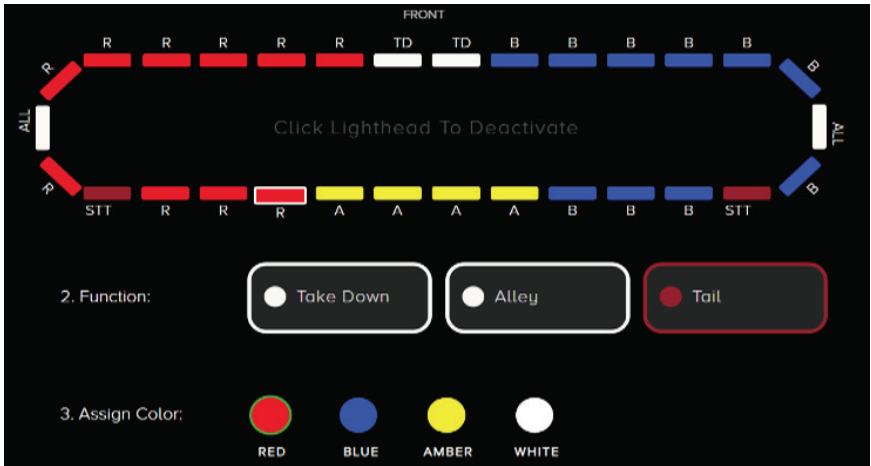 FRONT
R R R R R TD TD B B B B B
R B
ALL Click Lighthead To Deactivate ALL
R B
STT R R R A A A A B B B STT
2. Function: Take Down Alley Tail
3. Assign Color:
RED BLUE AMBER WHITE